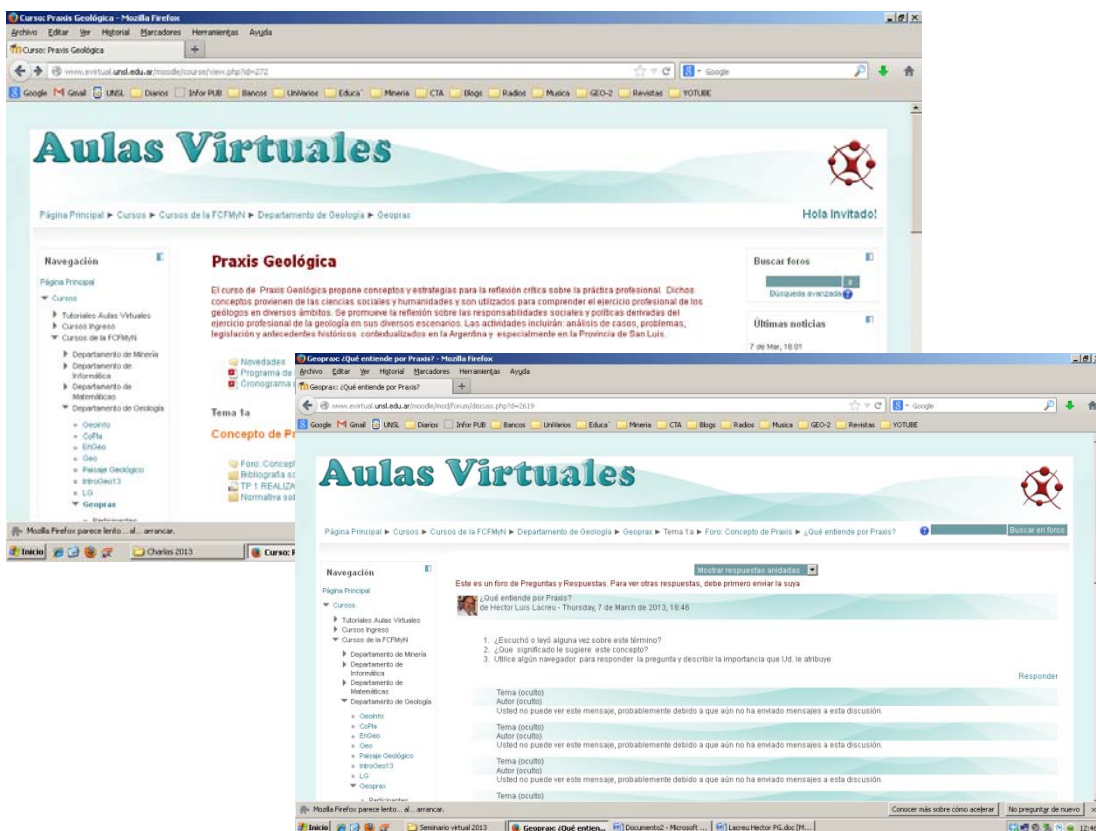 Curso: Praxis Geológica - Mozilla Firefox
Archivo Editar Ver Historial Marcadores Herramientas Ayuda
Curso: Praxis Geológica
www.evirtual.unsl.edu.ar/moodle/course/view.php?id=272
Google
Google Gmail UNSL Diarios Infor PUB Bancos UnVarios Educa Mineria CTA Blogs Radios Musica GEO-2 Revistas YOTUBE
Aulas Virtuales
Página Principal ► Cursos ► Cursos de la FCFMyN ► Departamento de Geología ► Geoprax
Hola Invitado!
Navegación
Página Principal
Cursos
Tutoriales Aulas Virtuales
Cursos Ingreso
Cursos de la FCFMyN
Departamento de Minería
Departamento de
Informática
Departamento de
Matemáticas
Departamento de Geología
GeoInfo
CoPla
EnGeo
Geo
Paisaje Geológico
IntroGeo13
LG
Geoprax
Participantes
Praxis Geológica
El curso de Praxis Geológica propone conceptos y estrategias para la reflexión crítica sobre la práctica profesional. Dichos
conceptos provienen de las ciencias sociales y humanidades y son utilizados para comprender el ejercicio profesional de los
geólogos en diversos ámbitos. Se promueve la reflexión sobre las responsabilidades sociales y políticas derivadas del
ejercicio profesional de la geología en sus diversos escenarios. Las actividades incluirán: análisis de casos, problemas,
legislación y antecedentes históricos contextualizados en la Argentina y especialmente en la Provincia de San Luis.
Novedades
Programa de
Cronograma
Tema 1a
Concepto de Pr
Foro: Concept
Bibliografía so
TP 1 REALIZA
Normativa sob
Buscar foros
Búsqueda avanzada
Últimas noticias
7 de Mar, 18:01
Mozilla Firefox parece lento... al... arrancar.
Inicio
Charlas 2013
Curso: P
Geoprax: ¿Qué entiende por Praxis? - Mozilla Firefox
Archivo Editar Ver Historial Marcadores Herramientas Ayuda
Geoprax: ¿Qué entiende por Praxis?
www.evirtual.unsl.edu.ar/moodle/mod/forum/discuss.php?d=2619
Google
Google Gmail UNSL Diarios Infor PUB Bancos UnVarios Educa Mineria CTA Blogs Radios Musica GEO-2 Revistas YOTUBE
Aulas Virtuales
Página Principal ► Cursos ► Cursos de la FCFMyN ► Departamento de Geología ► Geoprax ► Tema 1a ► Foro: Concepto de Praxis ► ¿Qué entiende por Praxis?
Buscar en foros
Navegación
Página Principal
Cursos
Tutoriales Aulas Virtuales
Cursos Ingreso
Cursos de la FCFMyN
Departamento de Minería
Departamento de
Informática
Departamento de
Matemáticas
Departamento de Geología
GeoInfo
CoPla
EnGeo
Geo
Paisaje Geológico
IntroGeo13
LG
Geoprax
Participantes
Mostrar respuestas anidadas
Este es un foro de Preguntas y Respuestas. Para ver otras respuestas, debe primero enviar la suya
¿Qué entiende por Praxis?
de Hector Luis Lacreu - Thursday, 7 de March de 2013, 18:46
1. ¿Escuchó o leyó alguna vez sobre este término?
2. ¿Que significado le sugiere este concepto?
3. Utilice algún navegador para responder la pregunta y describir la importancia que Ud. le atribuye
Responder
Tema (oculto)
Autor (oculto)
Usted no puede ver este mensaje, probablemente debido a que aún no ha enviado mensajes a esta discusión.
Tema (oculto)
Autor (oculto)
Usted no puede ver este mensaje, probablemente debido a que aún no ha enviado mensajes a esta discusión.
Tema (oculto)
Autor (oculto)
Usted no puede ver este mensaje, probablemente debido a que aún no ha enviado mensajes a esta discusión.
Tema (oculto)
Mozilla Firefox parece lento... al... arrancar.
Conocer más sobre cómo acelerar
No preguntar de nuevo
Inicio
Seminario virtual 2013
Geoprax: ¿Qué entien...
Documento2 - Microsoft ...
Lacreu Hector PG.doc [M...
12:46